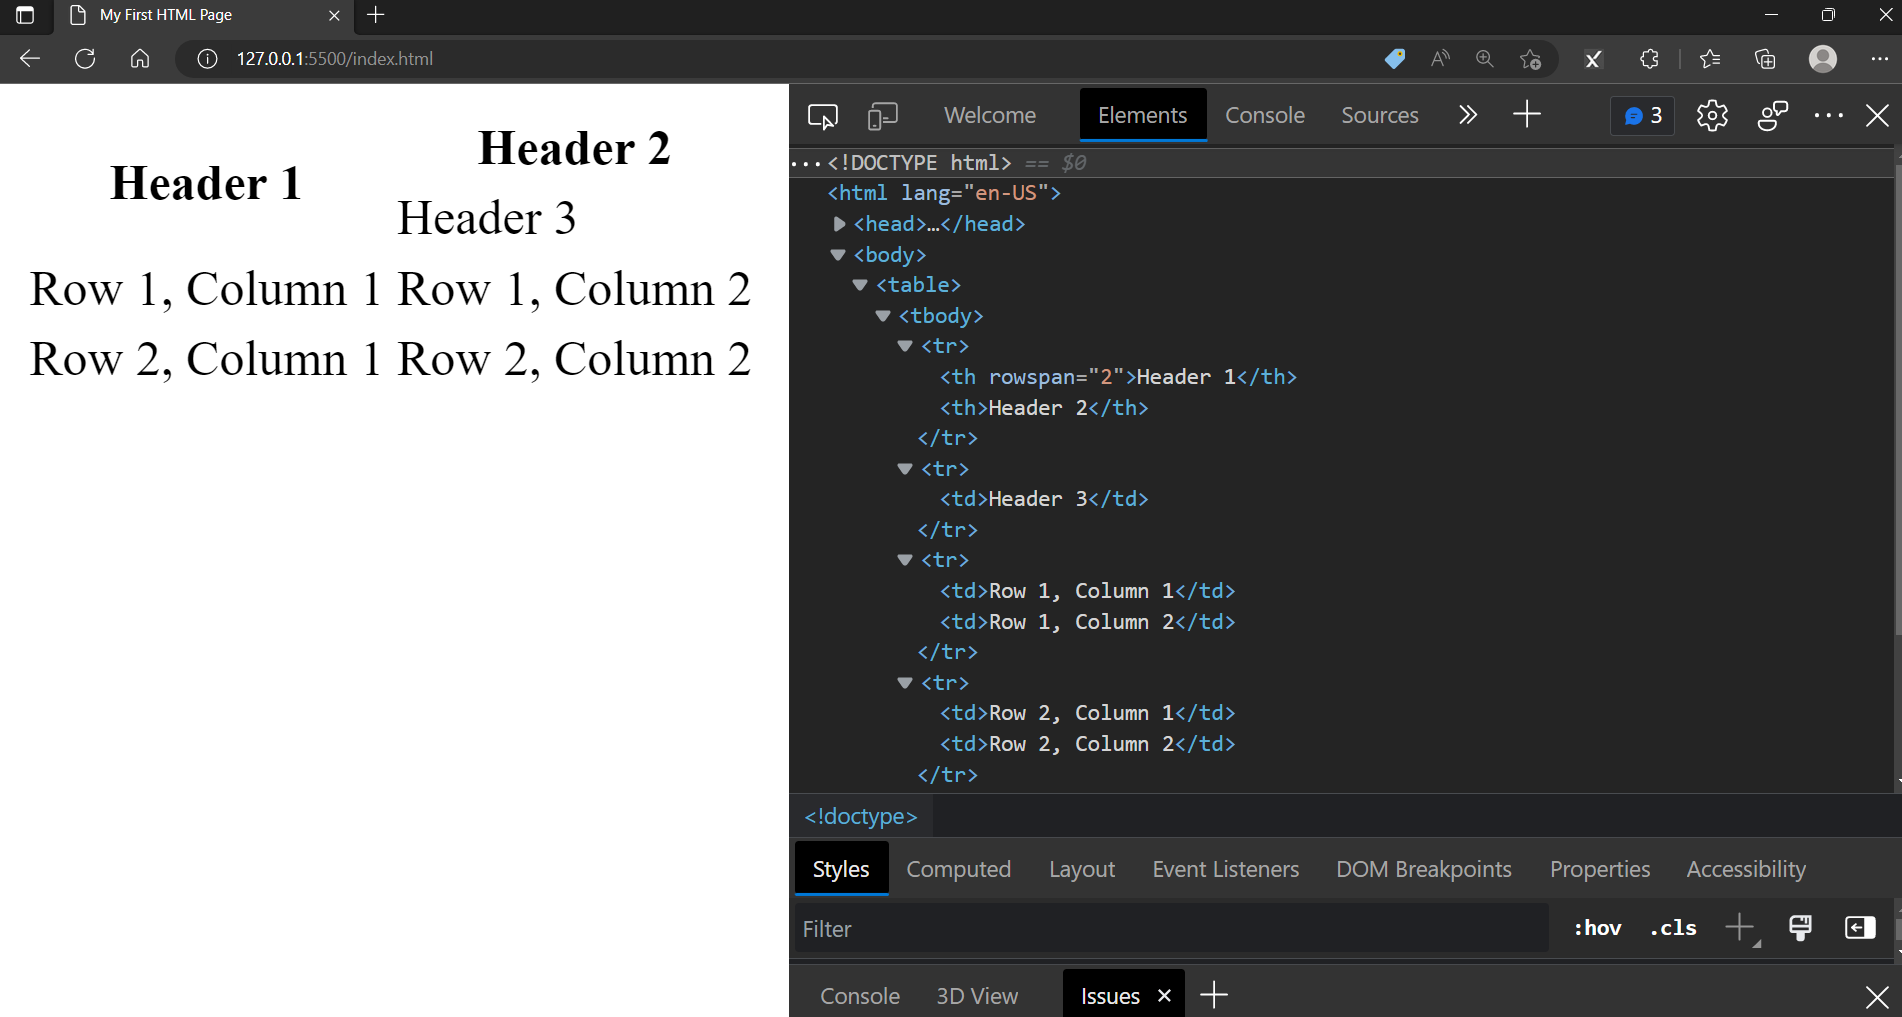 My First HTML Page
127.0.0.1:5500/index.html
Header 1
Header 2
Header 3
Row 1, Column 1 Row 1, Column 2
Row 2, Column 1 Row 2, Column 2
Welcome Elements Console Sources 3
<!DOCTYPE html> == $0
<html lang="en-US">
<head>…</head>
<body>
<table>
<tbody>
<tr>
<th rowspan="2">Header 1</th>
<th>Header 2</th>
</tr>
<tr>
<td>Header 3</td>
</tr>
<tr>
<td>Row 1, Column 1</td>
<td>Row 1, Column 2</td>
</tr>
<tr>
<td>Row 2, Column 1</td>
<td>Row 2, Column 2</td>
</tr>
<!doctype>
Styles Computed Layout Event Listeners DOM Breakpoints Properties Accessibility
Filter :hov .cls
Console 3D View Issues